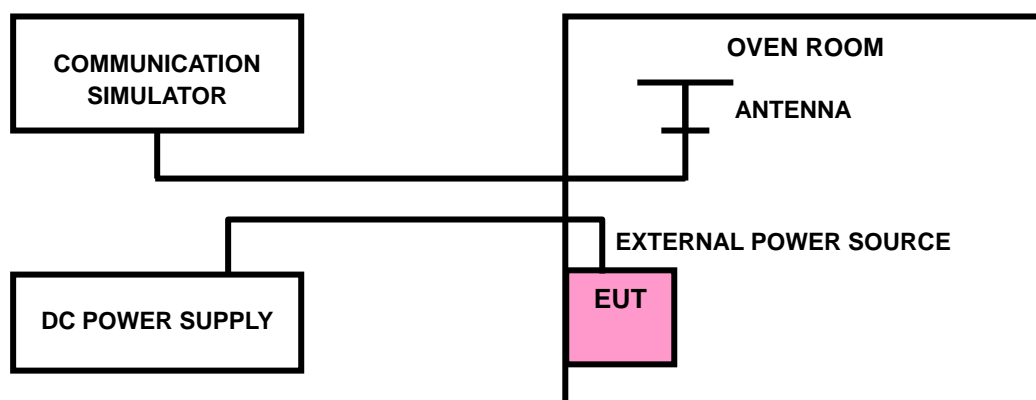 COMMUNICATION
SIMULATOR
OVEN ROOM
ANTENNA
EXTERNAL POWER SOURCE
DC POWER SUPPLY
EUT